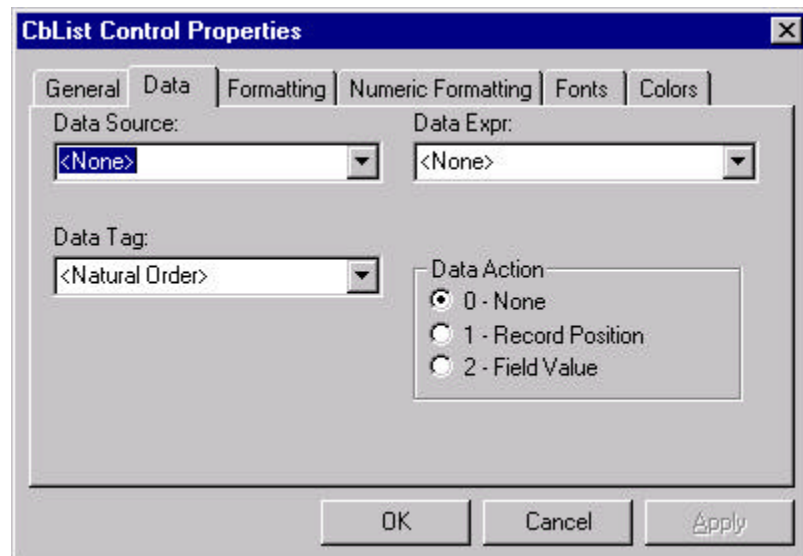 CbList Control Properties
General Data Formatting Numeric Formatting Fonts Colors
Data Source: Data Expr:
<None> <None>
Data Tag:
<Natural Order>
Data Action
0 - None
1 - Record Position
2 - Field Value
OK Cancel Apply